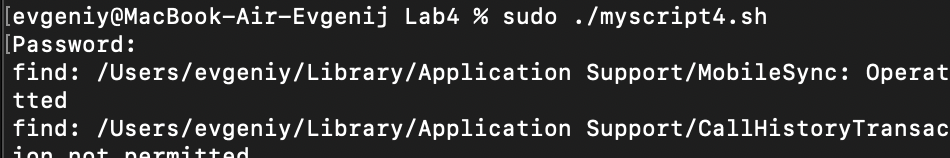 [evgeniy@MacBook-Air-Evgenij Lab4 % sudo ./myscript4.sh
[Password:
find: /Users/evgeniy/Library/Application Support/MobileSync: Operat
tted
find: /Users/evgeniy/Library/Application Support/CallHistoryTransac
ion not permitted